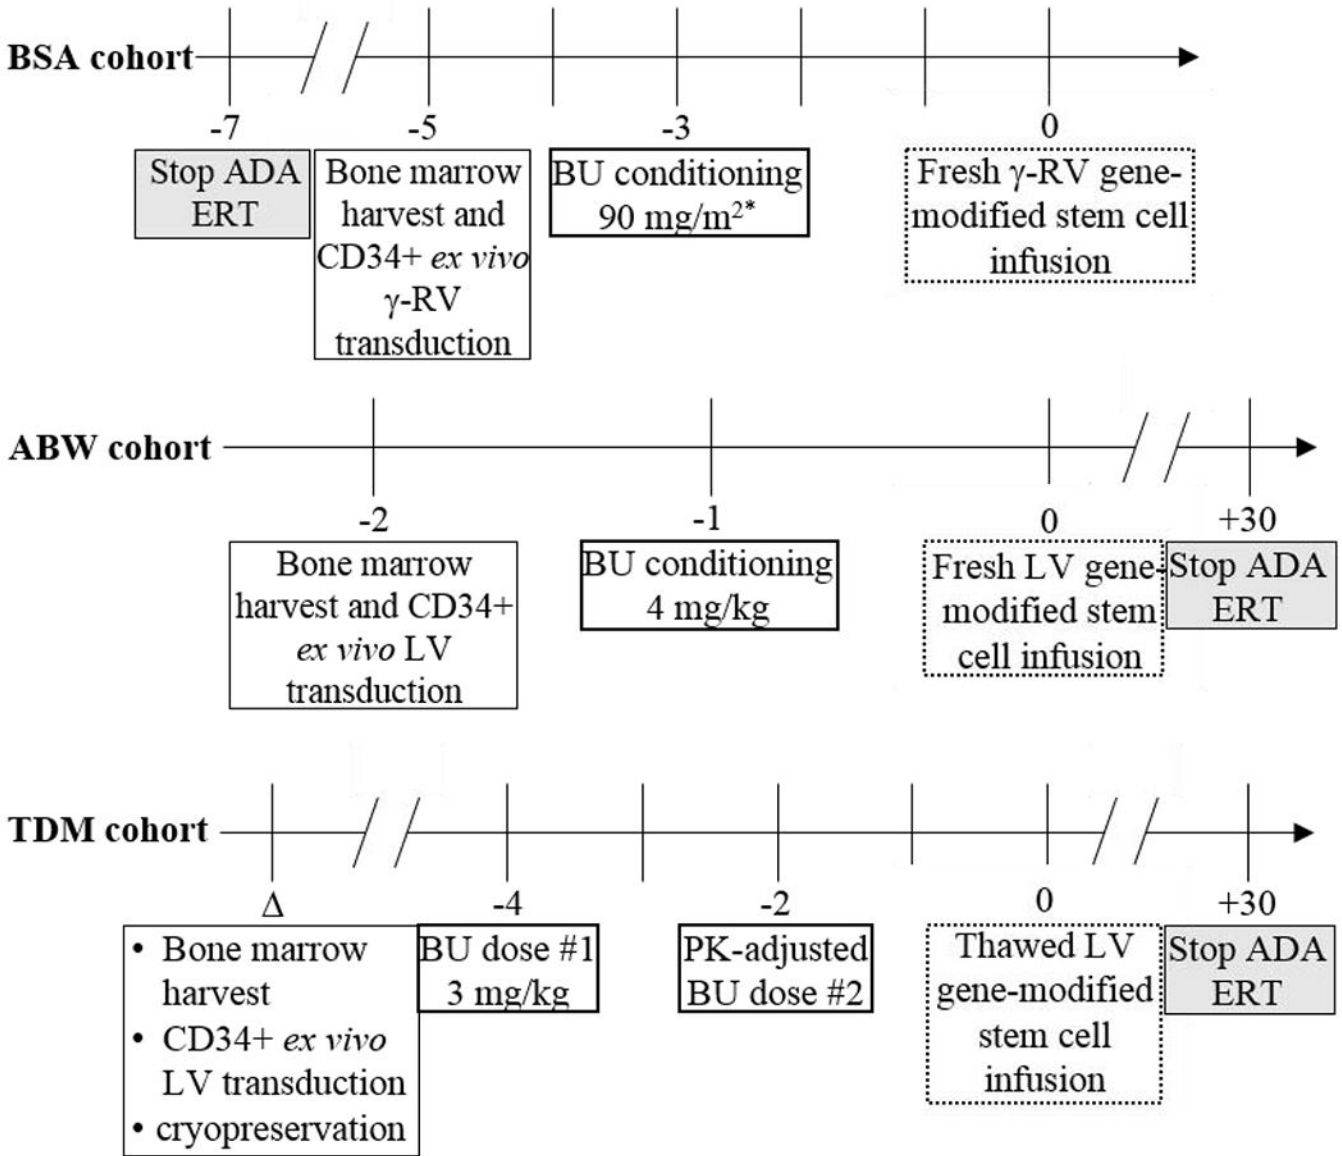 BSA cohort
-7
-5
-3
0
Stop ADA
ERT
Bone marrow
harvest and
CD34+ ex vivo
γ-RV
transduction
BU conditioning
90 mg/m²*
Fresh γ-RV gene-
modified stem cell
infusion
ABW cohort
-2
-1
0
+30
Bone marrow
harvest and CD34+
ex vivo LV
transduction
BU conditioning
4 mg/kg
Fresh LV gene-
modified stem
cell infusion
Stop ADA
ERT
TDM cohort
Δ
-4
-2
0
+30
• Bone marrow
harvest
• CD34+ ex vivo
LV transduction
• cryopreservation
BU dose #1
3 mg/kg
PK-adjusted
BU dose #2
Thawed LV
gene-modified
stem cell
infusion
Stop ADA
ERT